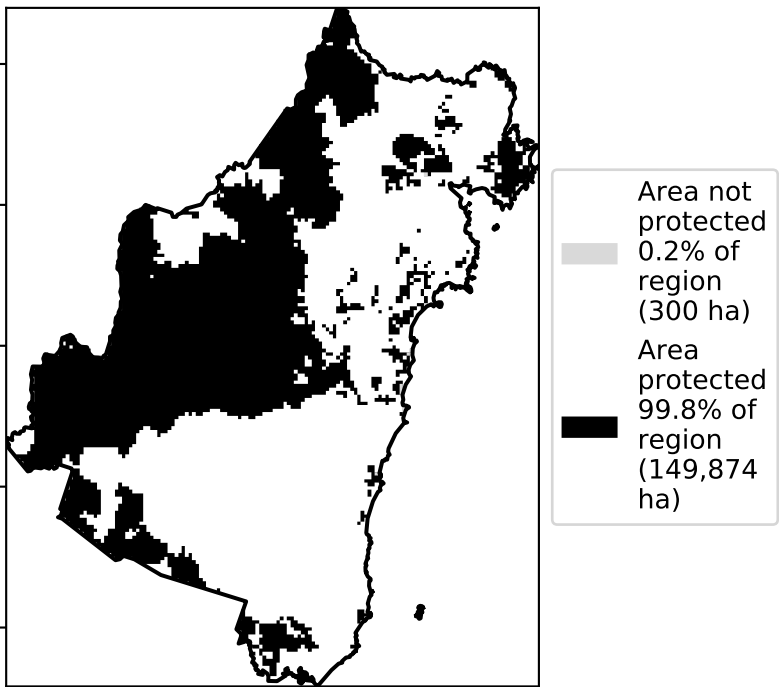 Area not
protected
0.2% of
region
(300 ha)
Area
protected
99.8% of
region
(149,874
ha)